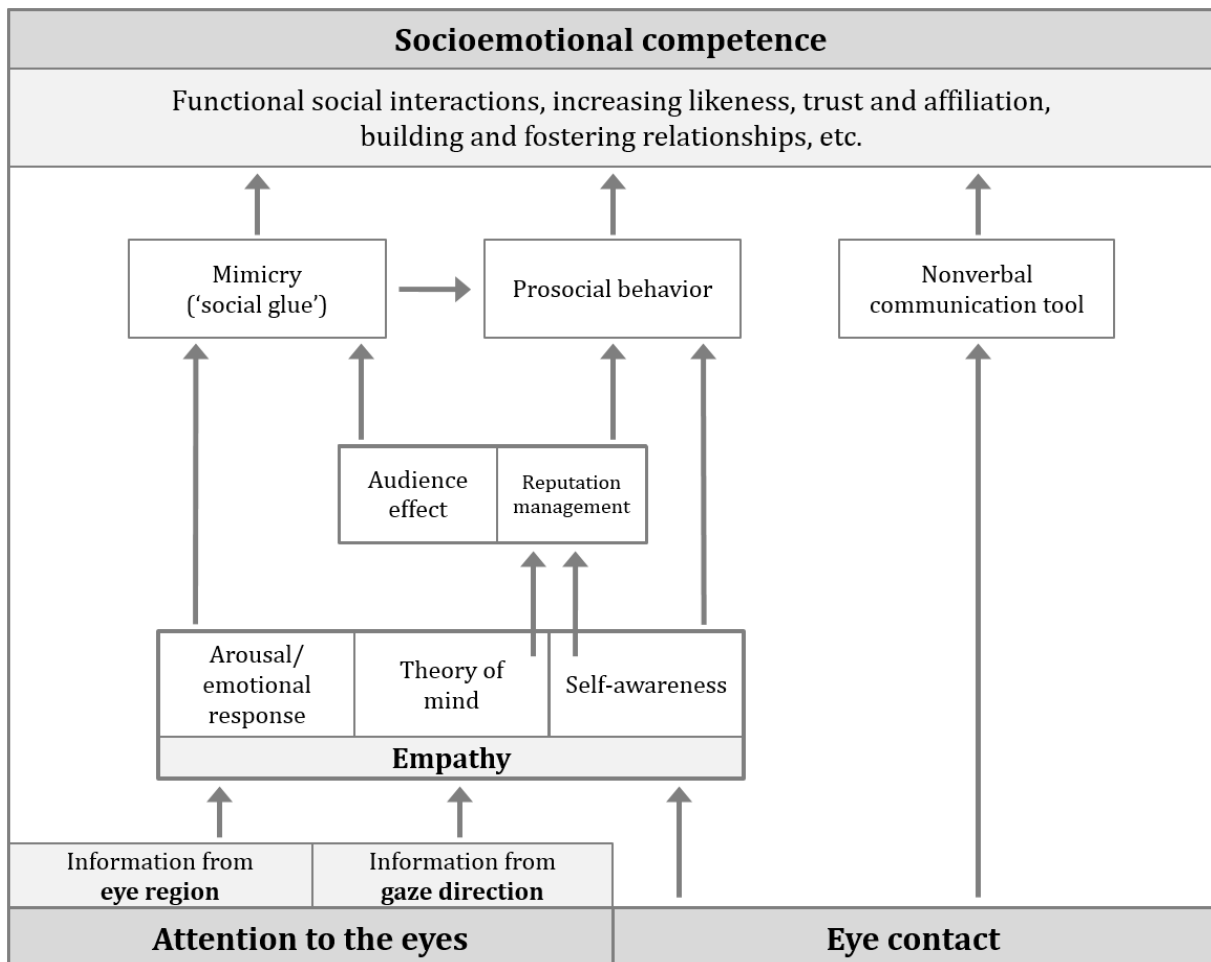 Socioemotional competence
Functional social interactions, increasing likeness, trust and affiliation,
building and fostering relationships, etc.
Mimicry
(‘social glue’)
Prosocial behavior
Nonverbal
communication tool
Audience
effect
Reputation
management
Arousal/
emotional
response
Theory of
mind
Self-awareness
Empathy
Information from
eye region
Information from
gaze direction
Attention to the eyes
Eye contact